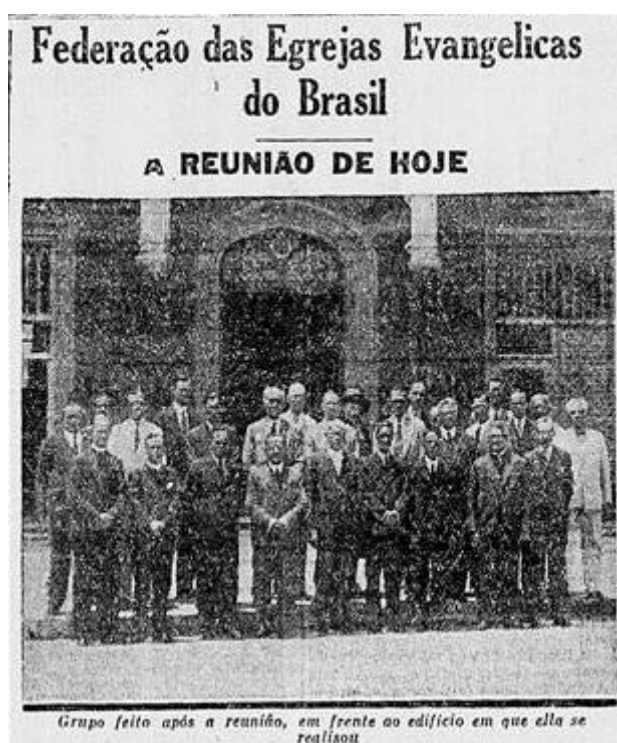 Federação das Egrejas Evangelicas
do Brasil
A REUNIÃO DE HOJE
Grupo feito após a reunião, em frente ao edifício em que ella se
realisou